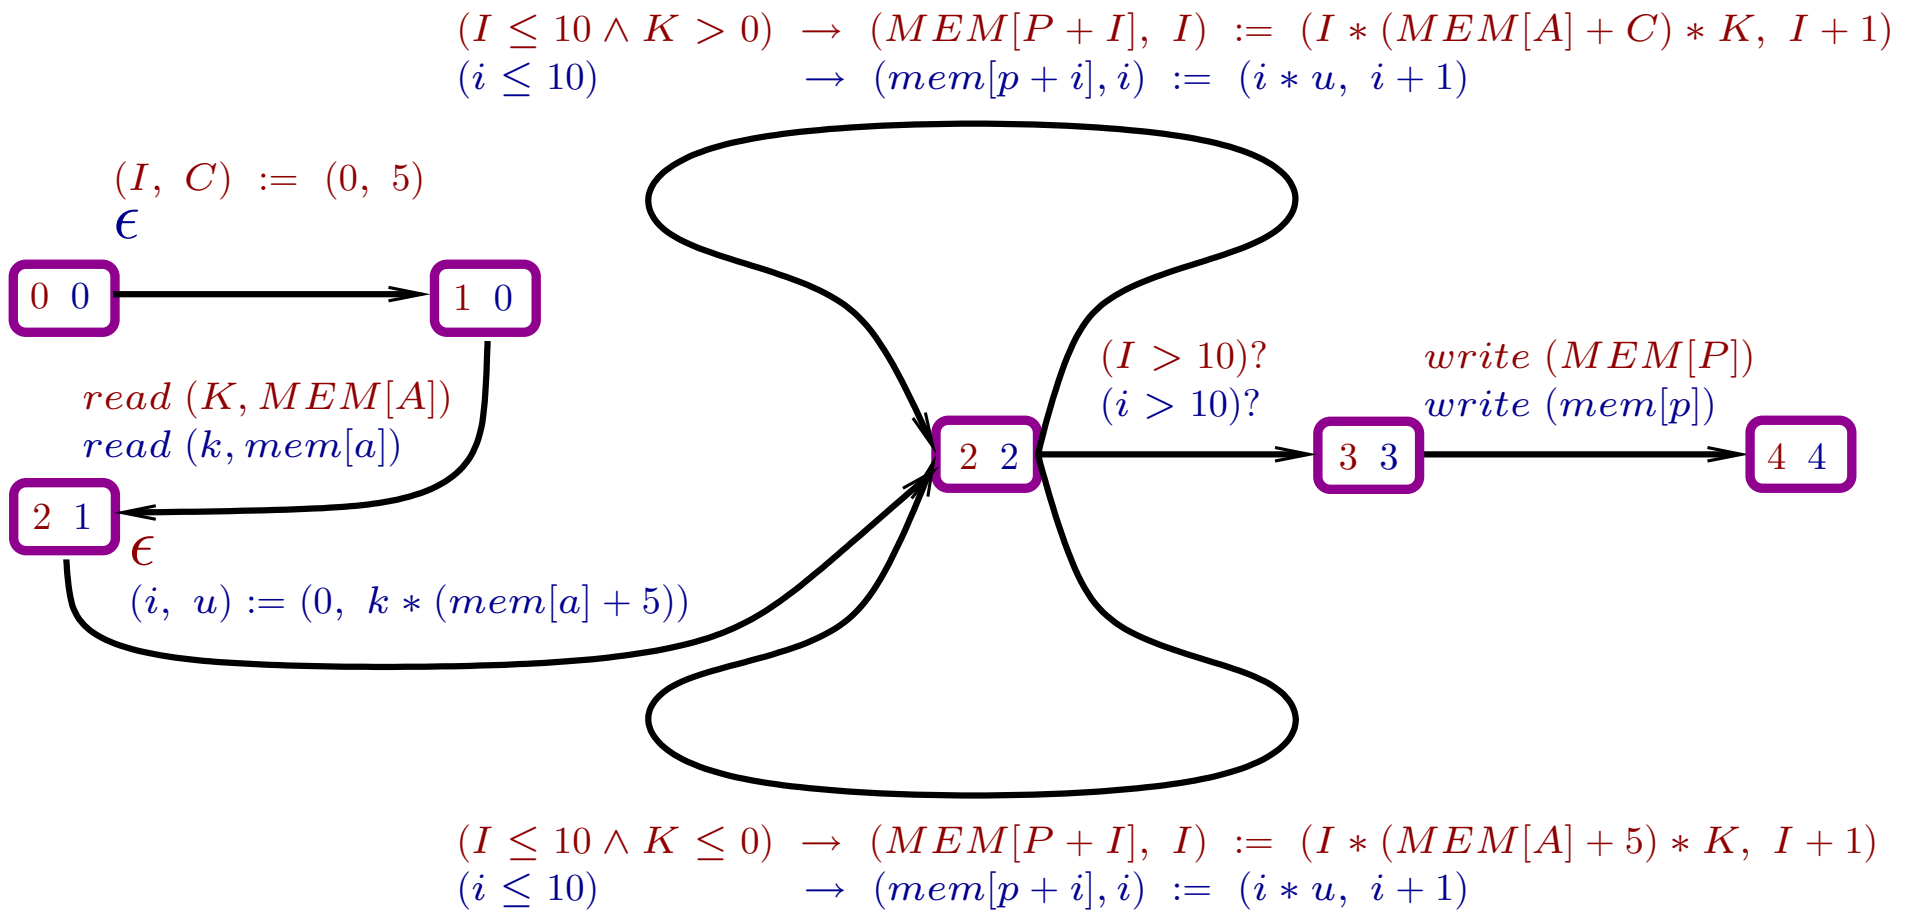 (I ≤ 10 ∧ K > 0) → (MEM[P + I], I) := (I ∗ (MEM[A] + C) ∗ K, I + 1)
(i ≤ 10) → (mem[p + i], i) := (i ∗ u, i + 1)
(I, C) := (0, 5)
ϵ
0 0
1 0
read (K, MEM[A])
read (k, mem[a])
2 1
ϵ
(i, u) := (0, k ∗ (mem[a] + 5))
2 2
(I > 10)?
(i > 10)?
3 3
write (MEM[P])
write (mem[p])
4 4
(I ≤ 10 ∧ K ≤ 0) → (MEM[P + I], I) := (I ∗ (MEM[A] + 5) ∗ K, I + 1)
(i ≤ 10) → (mem[p + i], i) := (i ∗ u, i + 1)